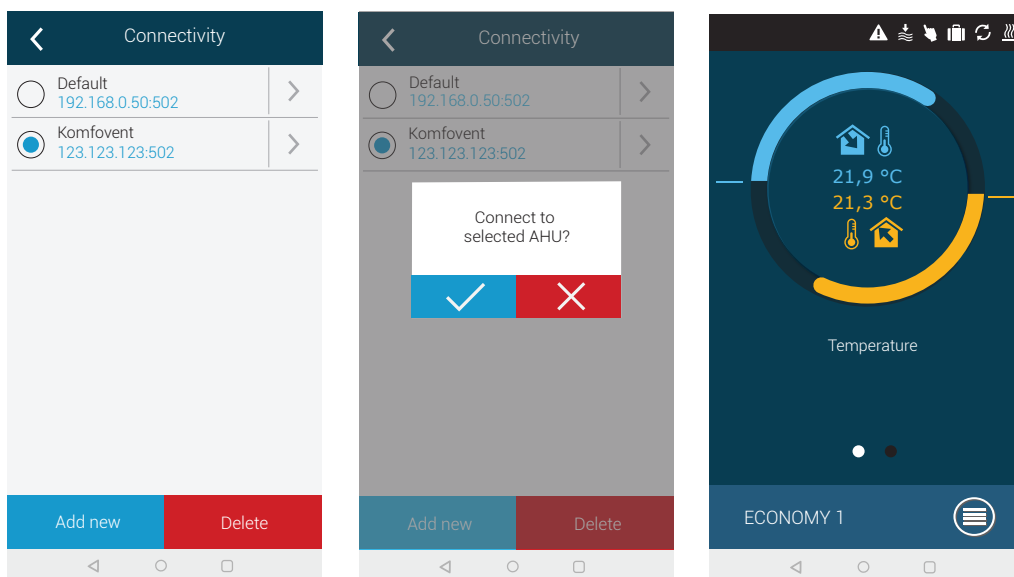 Connectivity
Default
192.168.0.50:502
Komfovent
123.123.123:502
Add new
Delete
Connectivity
Default
192.168.0.50:502
Komfovent
123.123.123:502
Connect to
selected AHU?
Add new
Delete
21,9 °C
21,3 °C
Temperature
ECONOMY 1